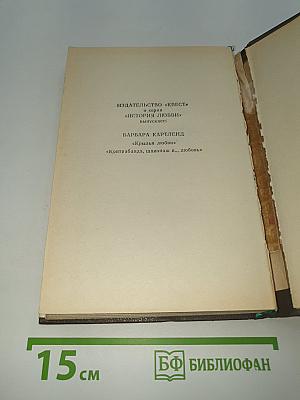 ИЗДАТЕЛЬСТВО «КВЕСТ»
в серии
«ИСТОРИЯ ЛЮБВИ»
выпускает:
БАРБАРА КАРТЛЕНД
«Крылья любви»
«Контрабанда, шпионаж и... любовь»
15 см
БФ БИБЛИОФАН